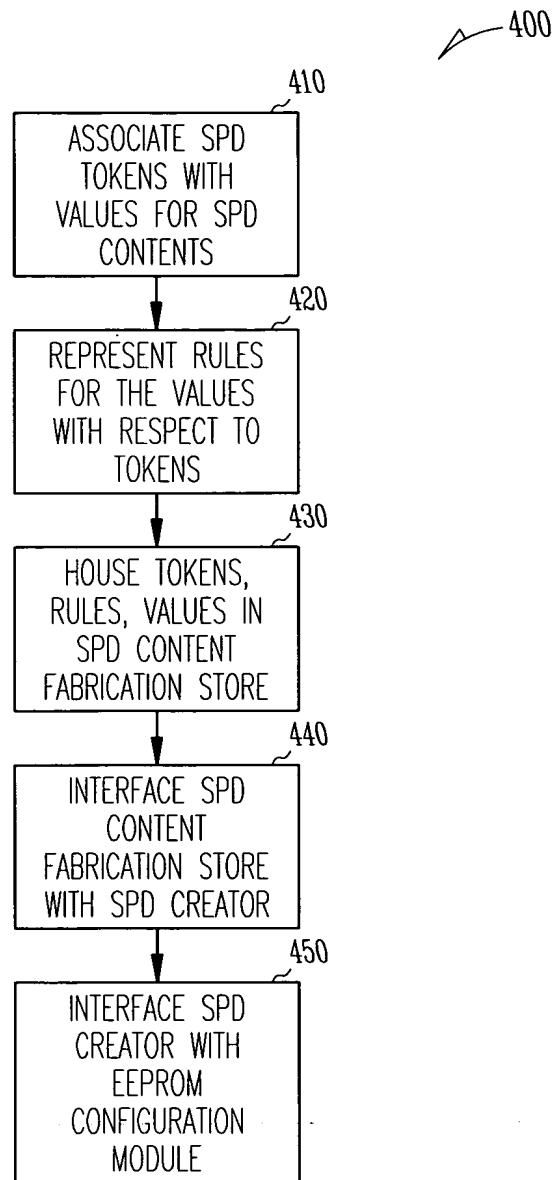 400
410
ASSOCIATE SPD
TOKENS WITH
VALUES FOR SPD
CONTENTS
420
REPRESENT RULES
FOR THE VALUES
WITH RESPECT TO
TOKENS
430
HOUSE TOKENS,
RULES, VALUES IN
SPD CONTENT
FABRICATION STORE
440
INTERFACE SPD
CONTENT
FABRICATION STORE
WITH SPD CREATOR
450
INTERFACE SPD
CREATOR WITH
EEPROM
CONFIGURATION
MODULE